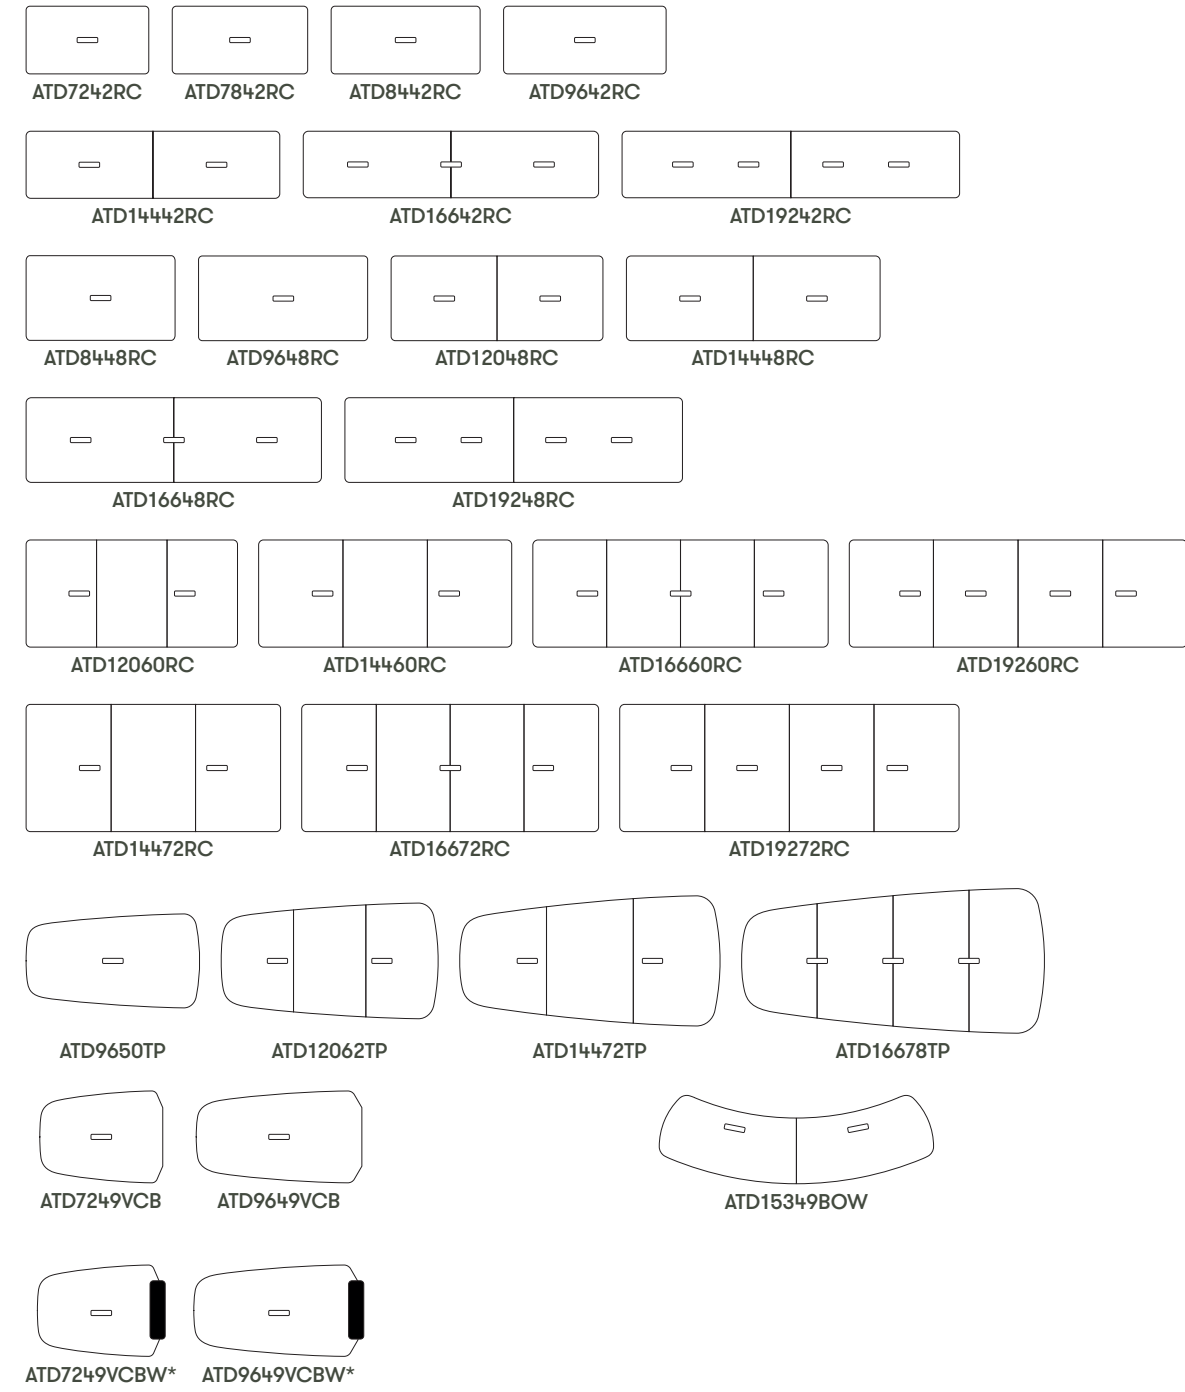 ATD7242RC ATD7842RC ATD8442RC ATD9642RC
ATD14442RC ATD16642RC ATD19242RC
ATD8448RC ATD9648RC ATD12048RC ATD14448RC
ATD16648RC ATD19248RC
ATD12060RC ATD14460RC ATD16660RC ATD19260RC
ATD14472RC ATD16672RC ATD19272RC
ATD9650TP ATD12062TP ATD14472TP ATD16678TP
ATD7249VCB ATD9649VCB ATD15349BOW
ATD7249VCBW* ATD9649VCBW*